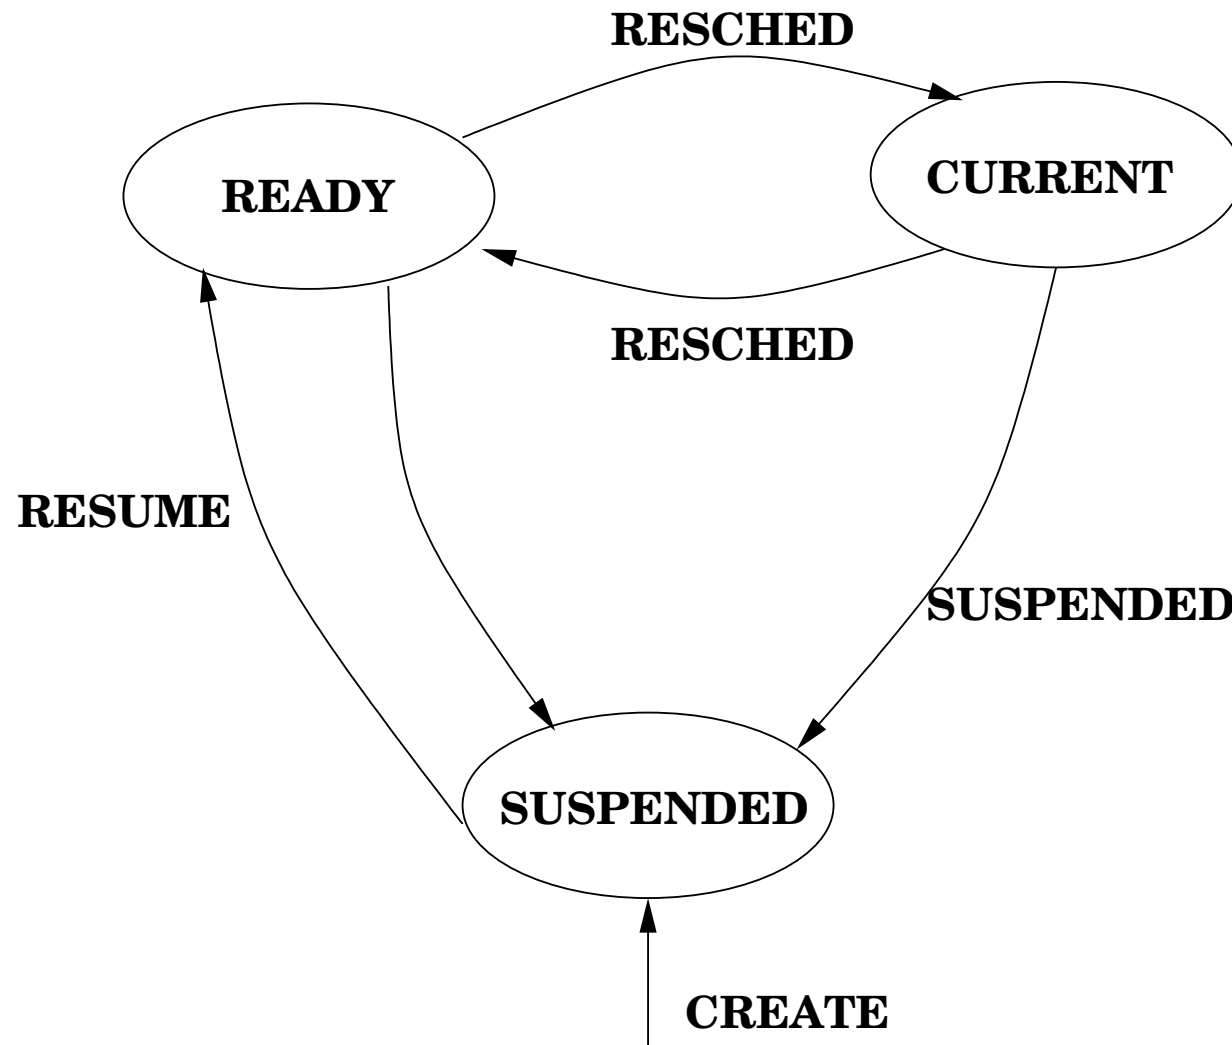 RESCHED
READY
CURRENT
RESCHED
RESUME
SUSPENDED
SUSPENDED
CREATE